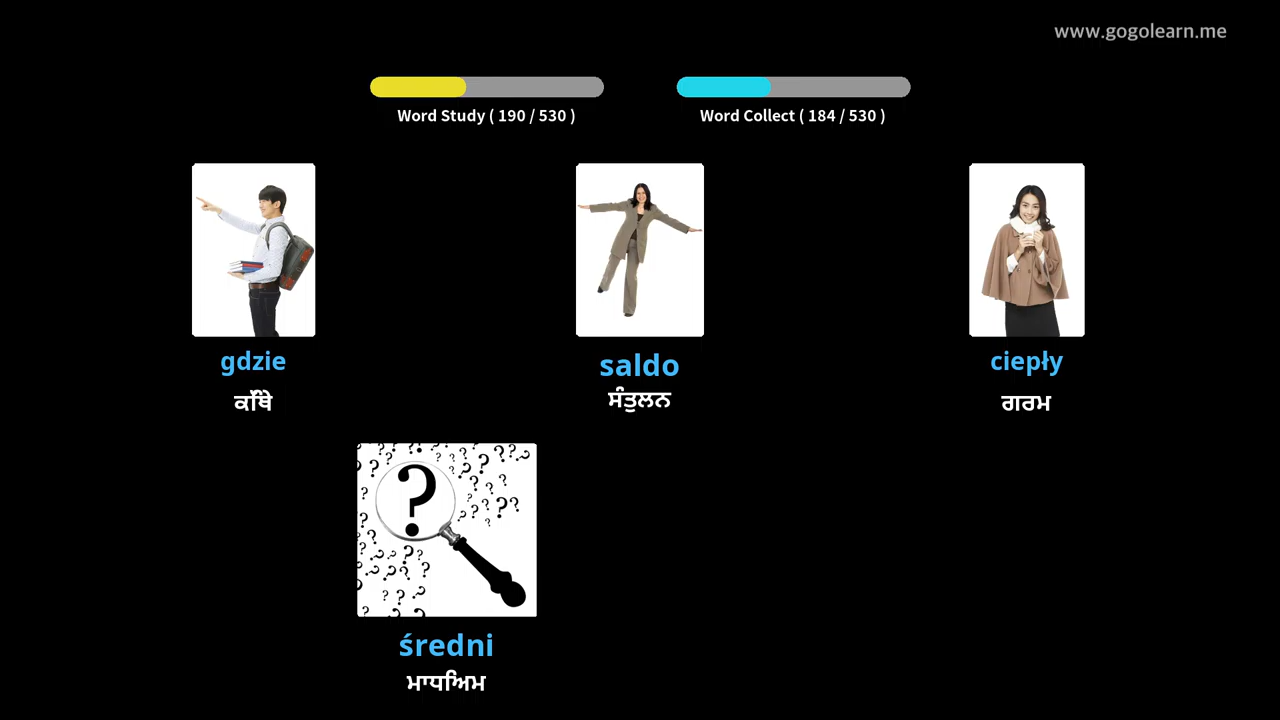 www.gogolearn.me
Word Study ( 190 / 530 )
Word Collect ( 184 / 530 )
gdzie
ਕਿੱਥੇ
saldo
ਸੰਤੁਲਨ
ciepły
ਗਰਮ
?
średni
ਮਾਧਿਅਮ